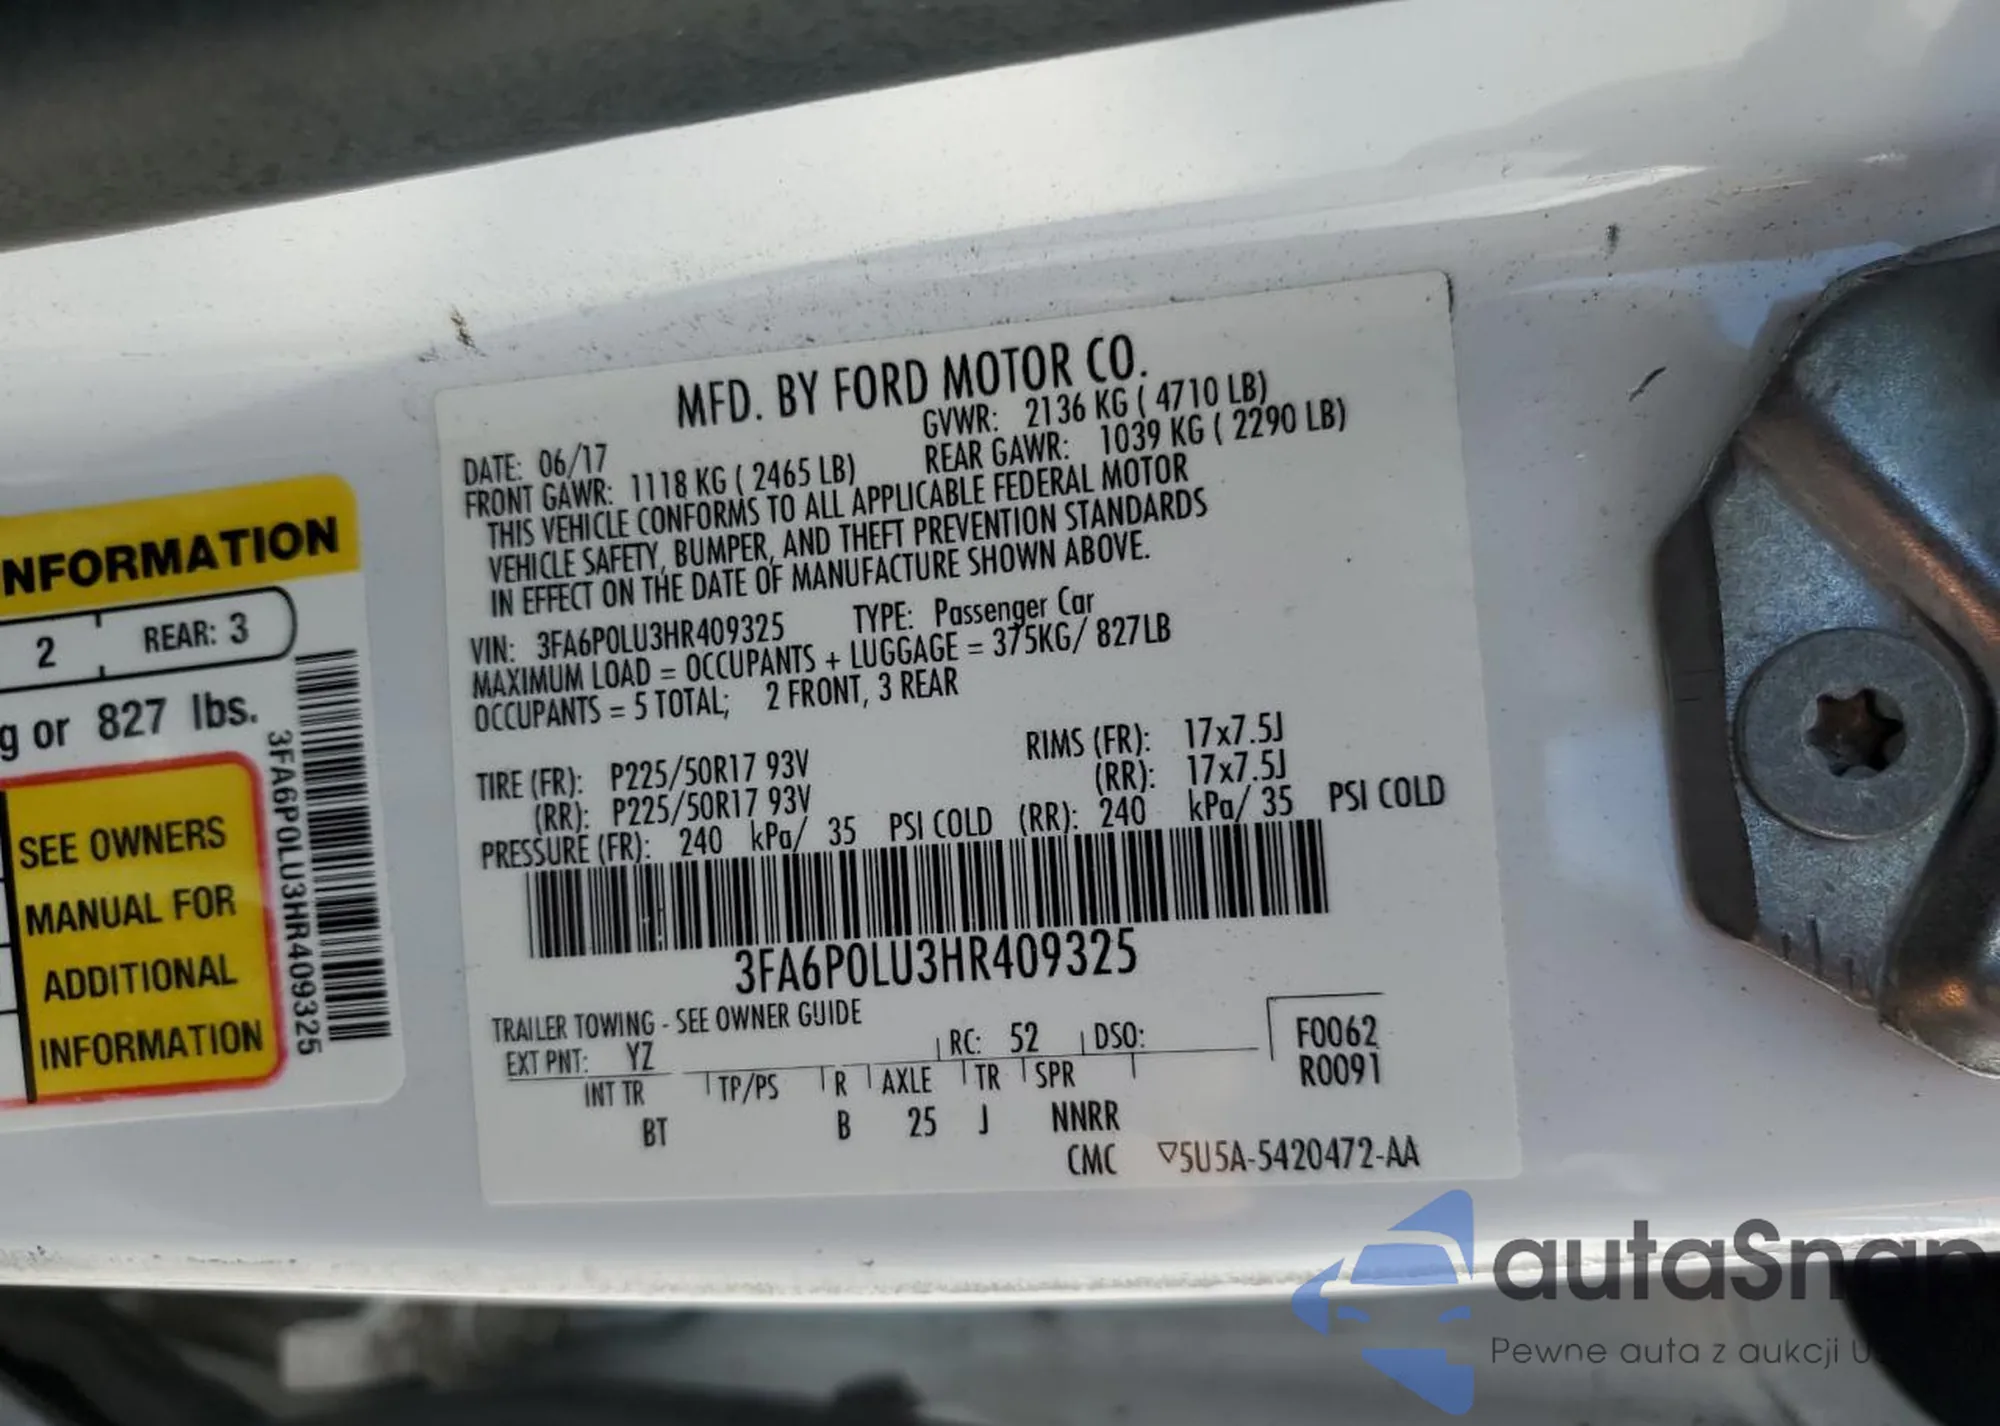 NFORMATION
2 REAR: 3
g or 827 lbs.
SEE OWNERS
MANUAL FOR
ADDITIONAL
INFORMATION
3FA6P0LU3HR409325
MFD. BY FORD MOTOR CO.
DATE: 06/17 GVWR: 2136 KG ( 4710 LB)
FRONT GAWR: 1118 KG ( 2465 LB) REAR GAWR: 1039 KG ( 2290 LB)
THIS VEHICLE CONFORMS TO ALL APPLICABLE FEDERAL MOTOR
VEHICLE SAFETY, BUMPER, AND THEFT PREVENTION STANDARDS
IN EFFECT ON THE DATE OF MANUFACTURE SHOWN ABOVE.
VIN: 3FA6P0LU3HR409325 TYPE: Passenger Car
MAXIMUM LOAD = OCCUPANTS + LUGGAGE = 375KG/ 827LB
OCCUPANTS = 5 TOTAL; 2 FRONT, 3 REAR
TIRE (FR): P225/50R17 93V RIMS (FR): 17x7.5J
(RR): P225/50R17 93V (RR): 17x7.5J
PRESSURE (FR): 240 kPa/ 35 PSI COLD (RR): 240 kPa/ 35 PSI COLD
3FA6P0LU3HR409325
TRAILER TOWING - SEE OWNER GUIDE
EXT PNT: YZ RC: 52 DSO: F0062
INT TR TP/PS R AXLE TR SPR R0091
BT B 25 J NNRR
CMC ▽5U5A-5420472-AA
autaSnap
Pewne auta z aukcji U